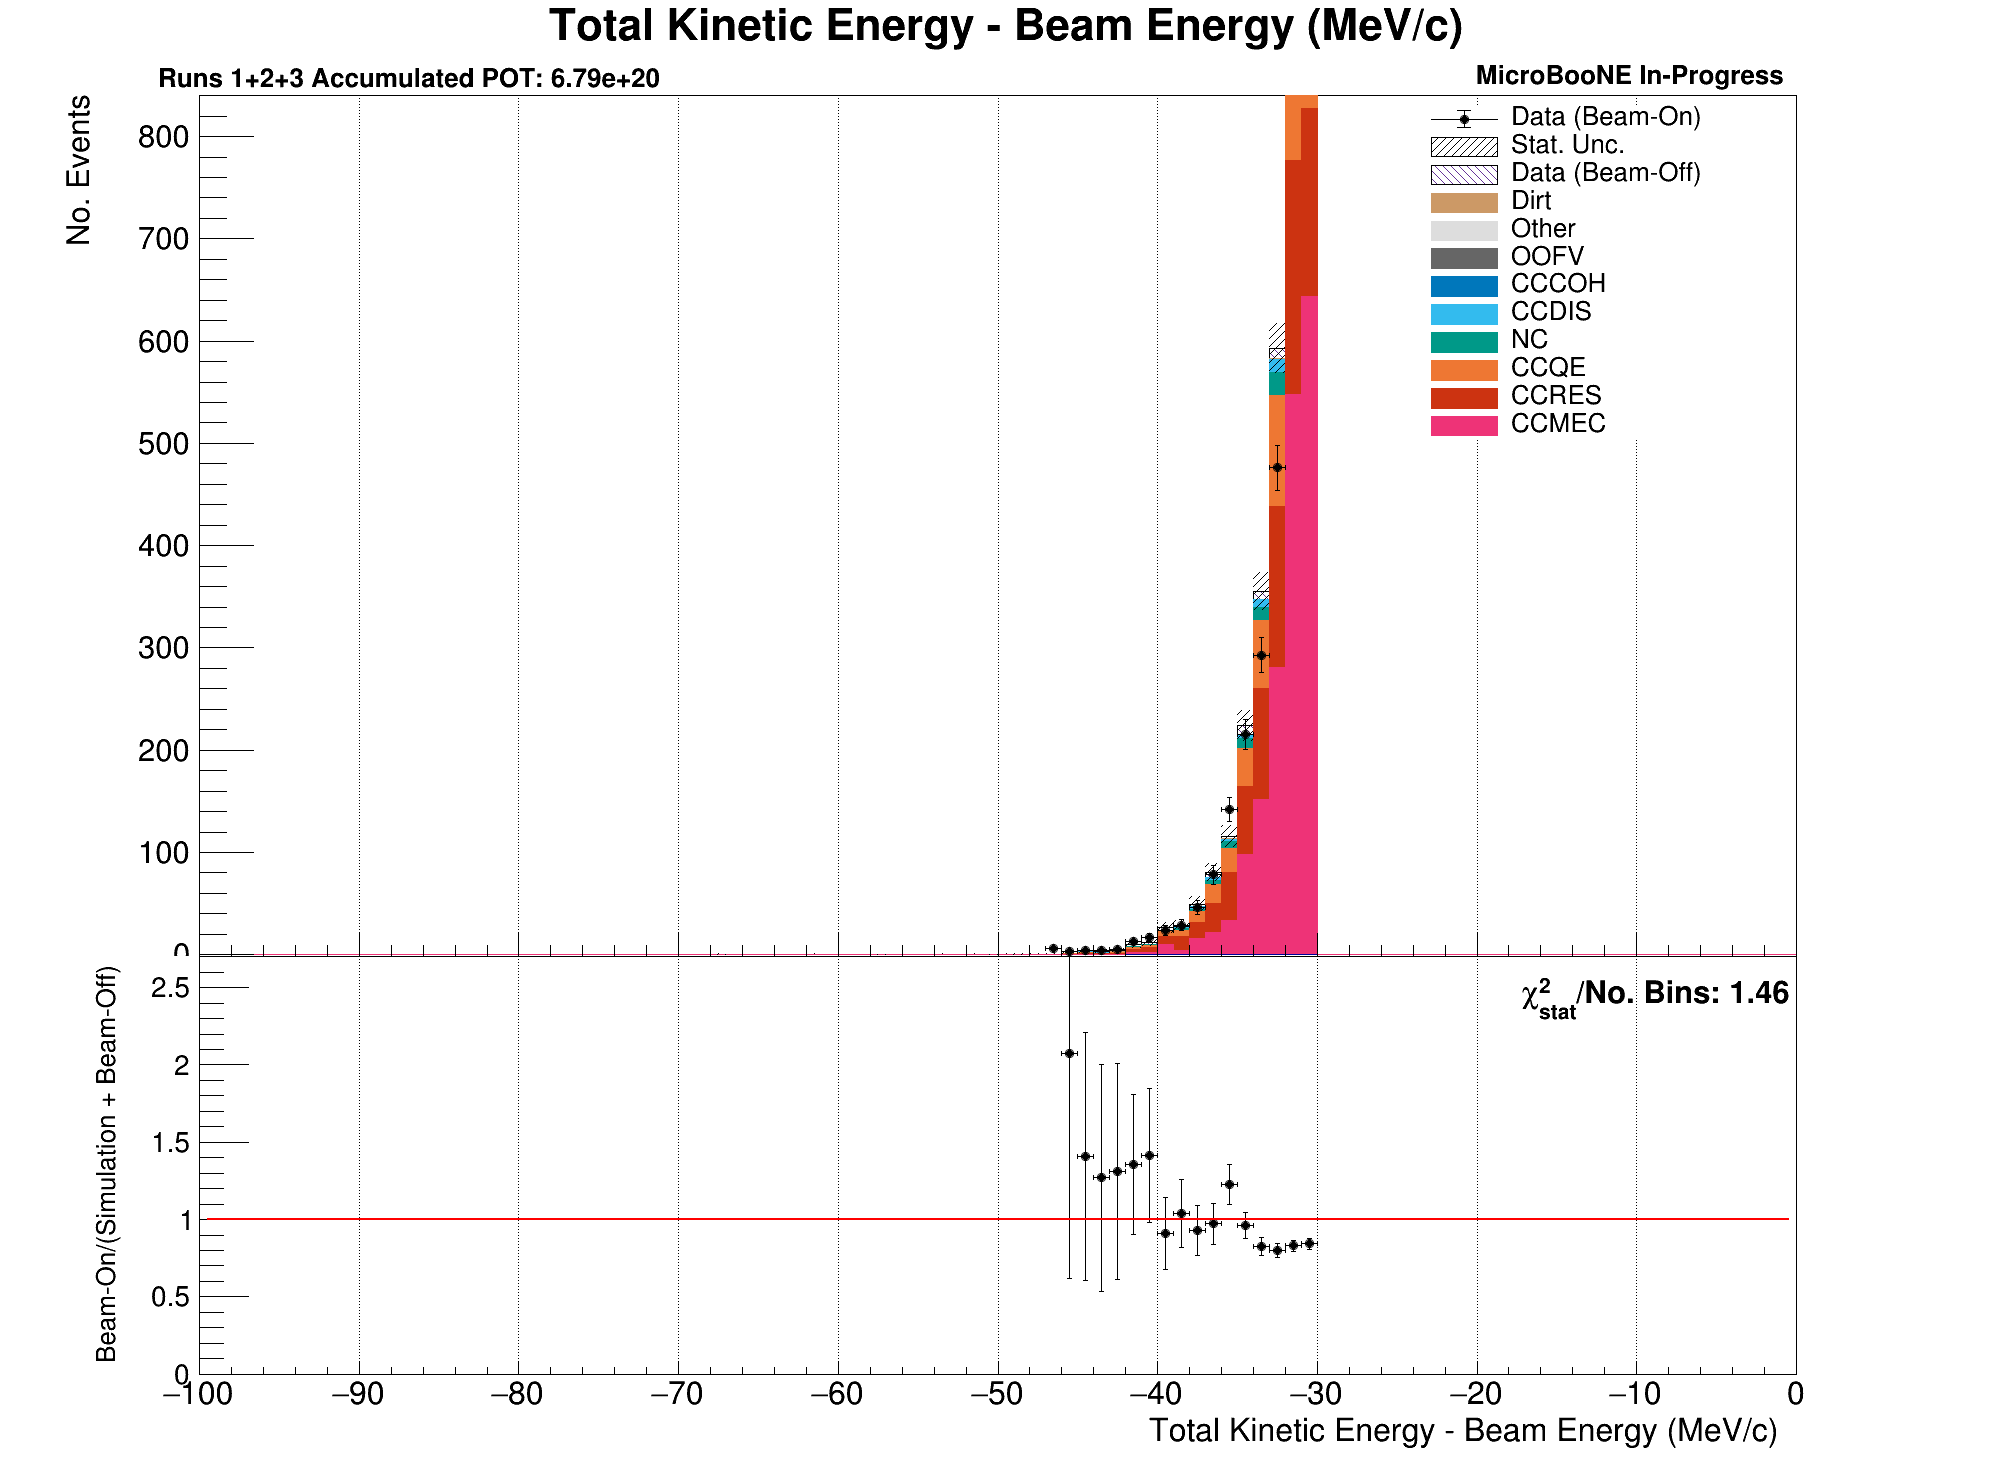 Total Kinetic Energy - Beam Energy (MeV/c)
Runs 1+2+3 Accumulated POT: 6.79e+20
MicroBooNE In-Progress
No. Events
800
700
600
500
400
300
200
100
0
Data (Beam-On)
Stat. Unc.
Data (Beam-Off)
Dirt
Other
OOFV
CCCOH
CCDIS
NC
CCQE
CCRES
CCMEC
Beam-On/(Simulation + Beam-Off)
2.5
2
1.5
1
0.5
0
χ²stat/No. Bins: 1.46
−100 −90 −80 −70 −60 −50 −40 −30 −20 −10 0
Total Kinetic Energy - Beam Energy (MeV/c)